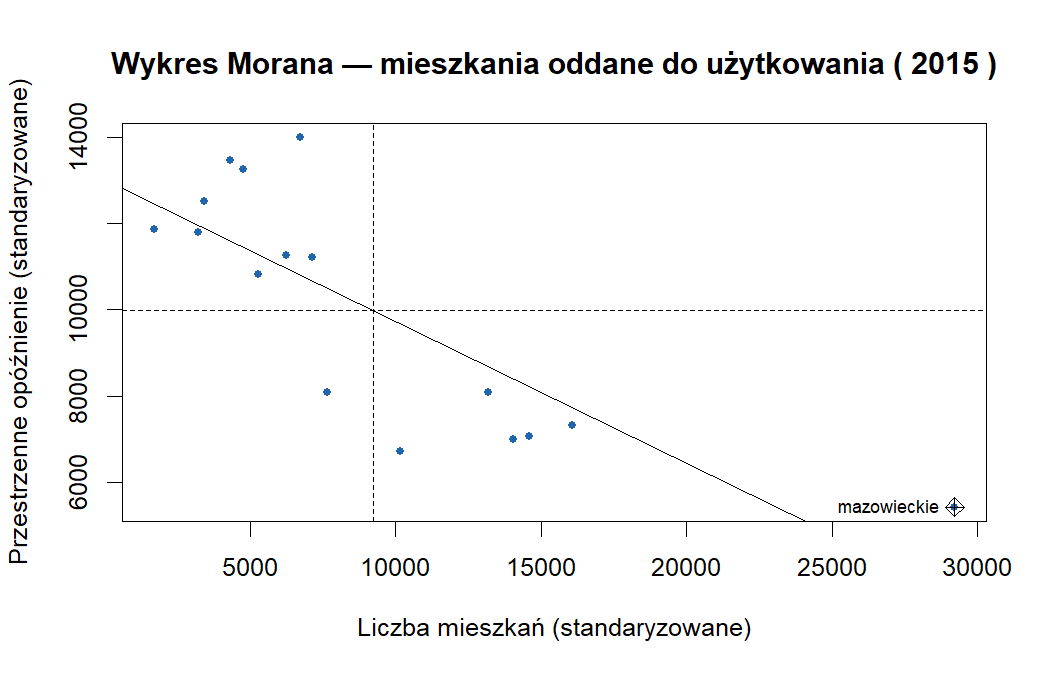 Wykres Morana — mieszkania oddane do użytkowania ( 2015 )
Przestrzenne opóźnienie (standaryzowane)
14000
10000
8000
6000
mazowieckie
5000 10000 15000 20000 25000 30000
Liczba mieszkań (standaryzowane)